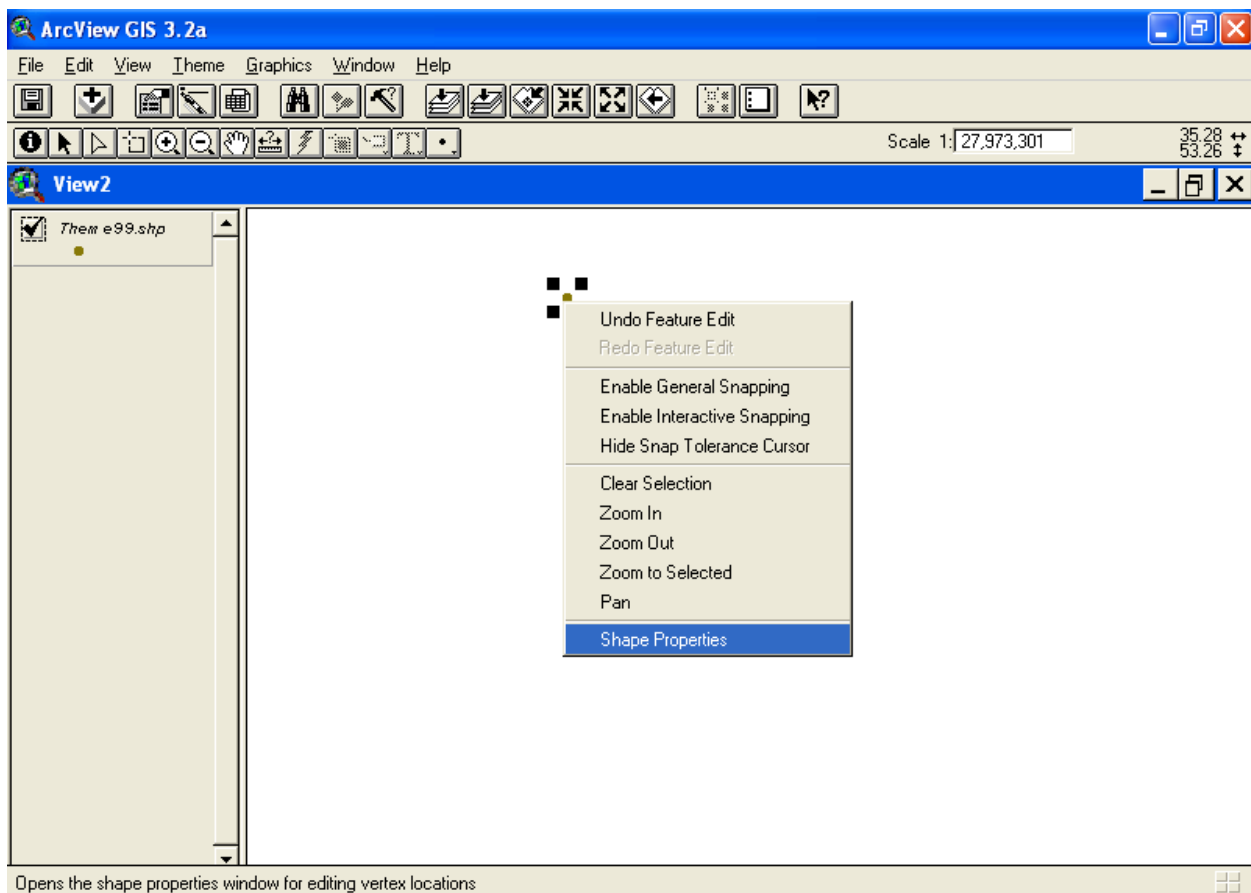 ArcView GIS 3.2a
File Edit View Theme Graphics Window Help
Scale 1: 27,973,301
35.28
53.26
View2
Theme99.shp
Undo Feature Edit
Redo Feature Edit
Enable General Snapping
Enable Interactive Snapping
Hide Snap Tolerance Cursor
Clear Selection
Zoom In
Zoom Out
Zoom to Selected
Pan
Shape Properties
Opens the shape properties window for editing vertex locations